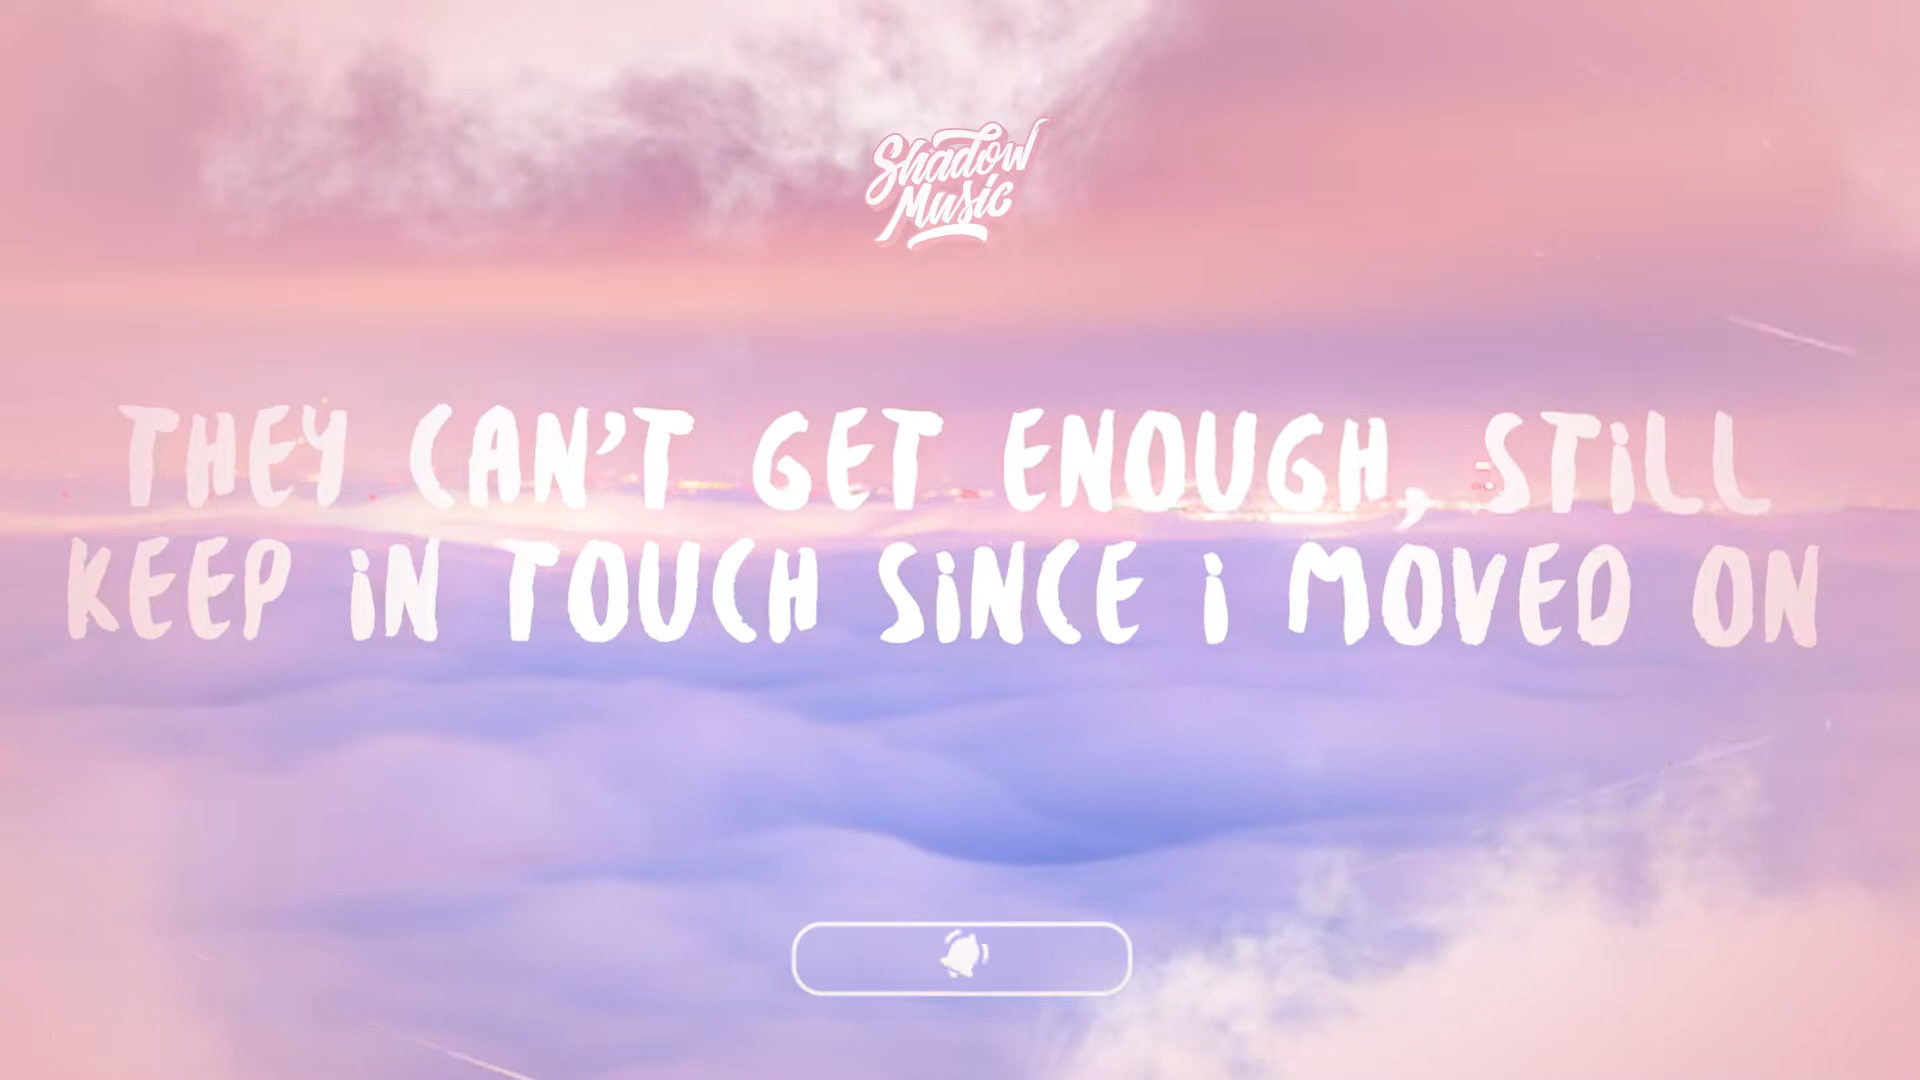 Shadow
Music
THEY CAN'T GET ENOUGH, STiLL
KEEP iN TOUCH SiNCE i MOVED ON